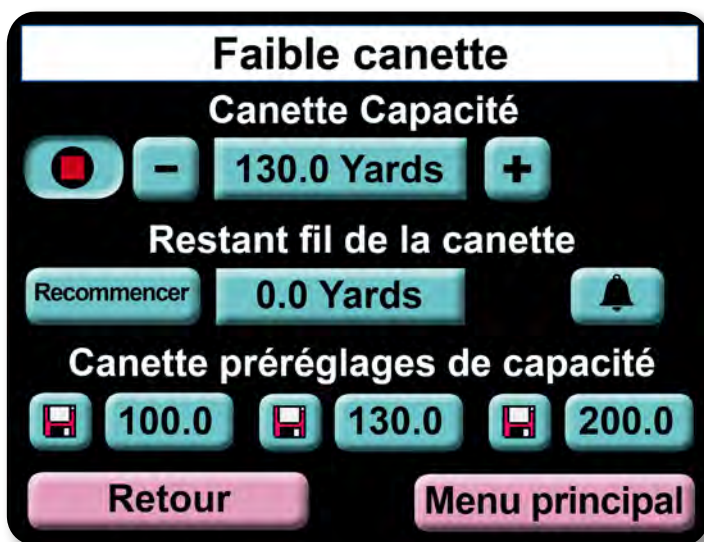 Faible canette
Canette Capacité
- 130.0 Yards +
Restant fil de la canette
Recommencer 0.0 Yards
Canette préréglages de capacité
100.0 130.0 200.0
Retour Menu principal